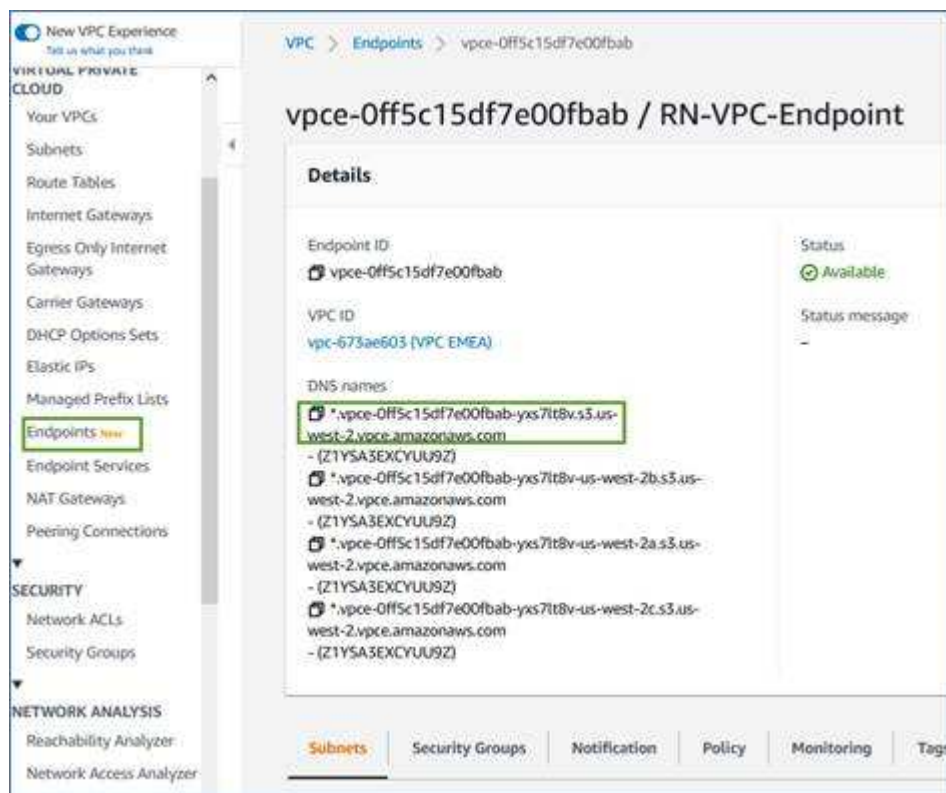 New VPC Experience
Tell us what you think
VIRTUAL PRIVATE
CLOUD
Your VPCs
Subnets
Route Tables
Internet Gateways
Egress Only Internet
Gateways
Carrier Gateways
DHCP Options Sets
Elastic IPs
Managed Prefix Lists
Endpoints New
Endpoint Services
NAT Gateways
Peering Connections
SECURITY
Network ACLs
Security Groups
NETWORK ANALYSIS
Reachability Analyzer
Network Access Analyzer
VPC > Endpoints > vpce-0ff5c15df7e00fbab
vpce-0ff5c15df7e00fbab / RN-VPC-Endpoint
Details
Endpoint ID
vpce-0ff5c15df7e00fbab
Status
Available
VPC ID
vpc-673ae603 (VPC EMEA)
Status message
-
DNS names
*.vpce-0ff5c15df7e00fbab-yxs7lt8v.s3.us-
west-2.vpce.amazonaws.com
- (Z1YSA3EXCYUU9Z)
*.vpce-0ff5c15df7e00fbab-yxs7lt8v-us-west-2b.s3.us-
west-2.vpce.amazonaws.com
- (Z1YSA3EXCYUU9Z)
*.vpce-0ff5c15df7e00fbab-yxs7lt8v-us-west-2a.s3.us-
west-2.vpce.amazonaws.com
- (Z1YSA3EXCYUU9Z)
*.vpce-0ff5c15df7e00fbab-yxs7lt8v-us-west-2c.s3.us-
west-2.vpce.amazonaws.com
- (Z1YSA3EXCYUU9Z)
Subnets Security Groups Notification Policy Monitoring Tags